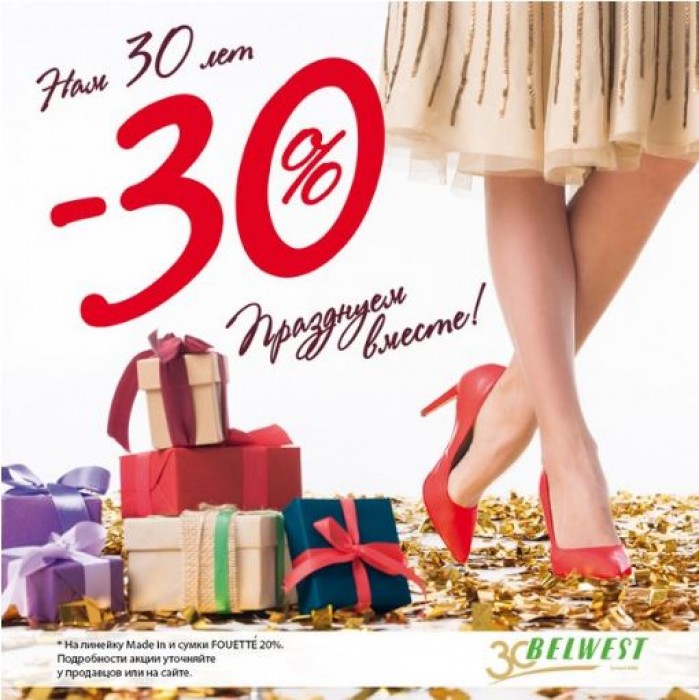 Нам 30 лет
-30%
Празднуем
вместе!
* На линейку Made in и сумки FOUETTÉ 20%.
Подробности акции уточняйте
у продавцов или на сайте.
30 BELWEST